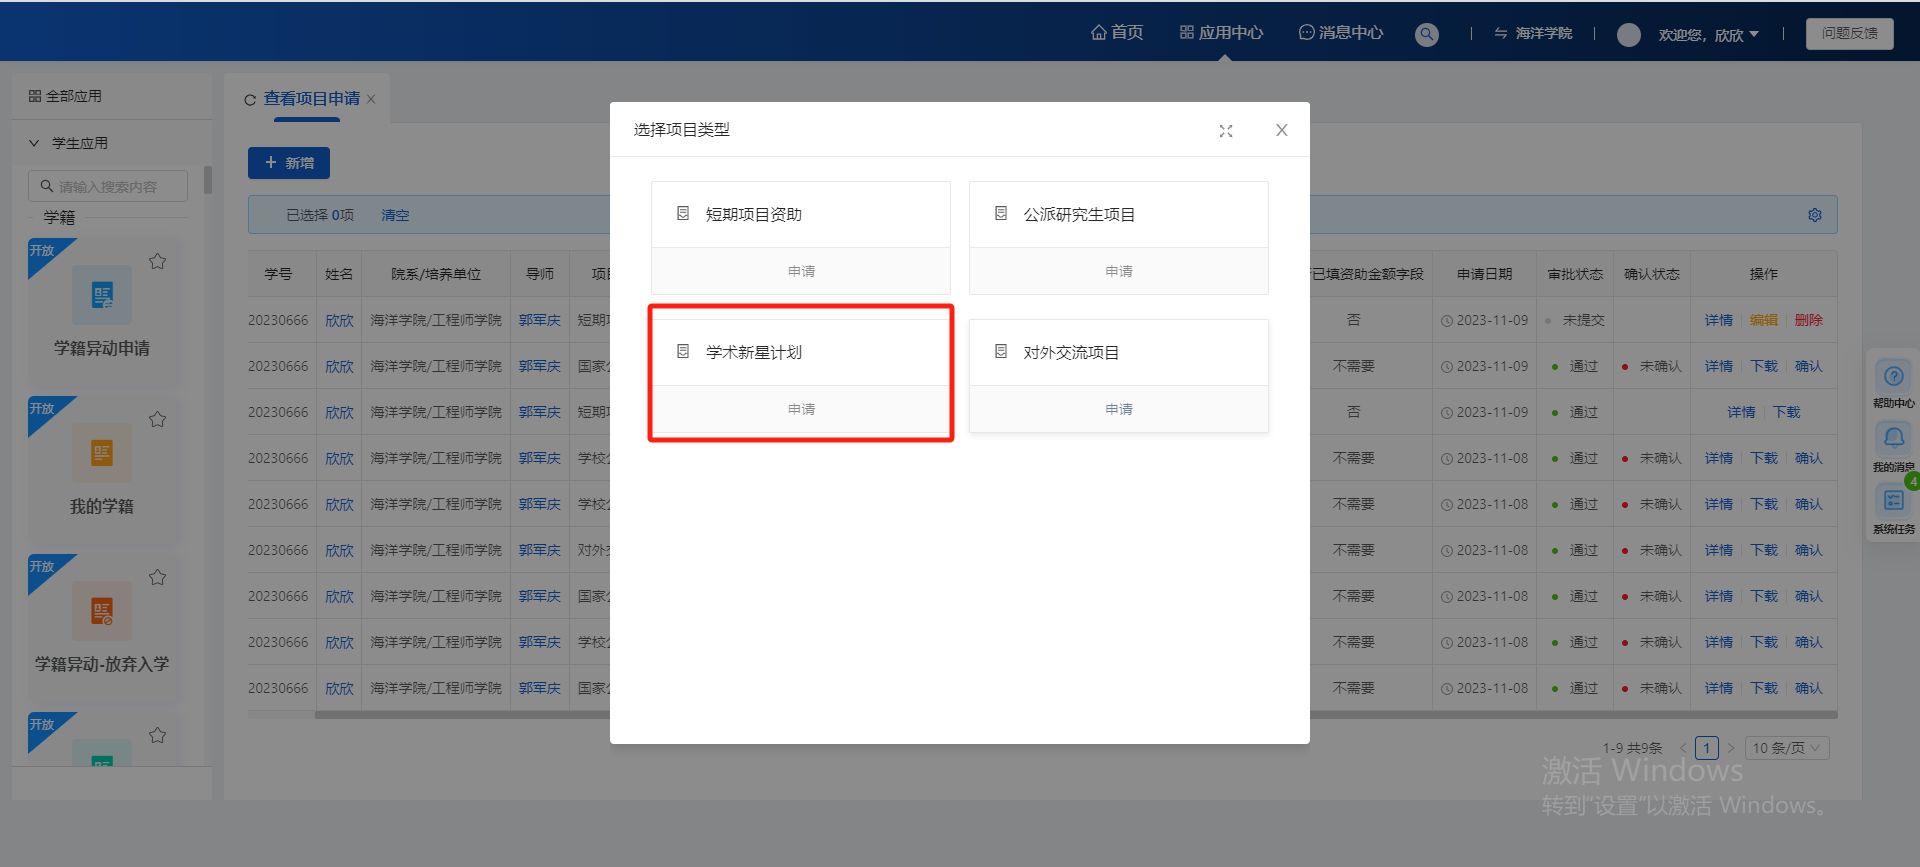 首页 应用中心 消息中心 海洋学院 欢迎您，欣欣 问题反馈
全部应用
查看项目申请
学生应用
请输入搜索内容
学籍
开放
学籍异动申请
开放
我的学籍
开放
学籍异动-放弃入学
开放
新增
已选择 0项 清空
学号 姓名 院系/培养单位 导师 已填资助金额字段 申请日期 审批状态 确认状态 操作
20230666 欣欣 海洋学院/工程师学院 郭军庆 短期 否 2023-11-09 未提交 详情 编辑 删除
20230666 欣欣 海洋学院/工程师学院 郭军庆 国家 不需要 2023-11-09 通过 未确认 详情 下载 确认
20230666 欣欣 海洋学院/工程师学院 郭军庆 短期 否 2023-11-09 通过 详情 下载
20230666 欣欣 海洋学院/工程师学院 郭军庆 学校 不需要 2023-11-08 通过 未确认 详情 下载 确认
20230666 欣欣 海洋学院/工程师学院 郭军庆 学校 不需要 2023-11-08 通过 未确认 详情 下载 确认
20230666 欣欣 海洋学院/工程师学院 郭军庆 对外 不需要 2023-11-08 通过 未确认 详情 下载 确认
20230666 欣欣 海洋学院/工程师学院 郭军庆 国家 不需要 2023-11-08 通过 未确认 详情 下载 确认
20230666 欣欣 海洋学院/工程师学院 郭军庆 学校 不需要 2023-11-08 通过 未确认 详情 下载 确认
20230666 欣欣 海洋学院/工程师学院 郭军庆 国家 不需要 2023-11-08 通过 未确认 详情 下载 确认
1-9 共9条 1 10 条/页
选择项目类型
短期项目资助
申请
公派研究生项目
申请
学术新星计划
申请
对外交流项目
申请
帮助中心
我的消息
4
系统任务
激活 Windows
转到"设置"以激活 Windows。